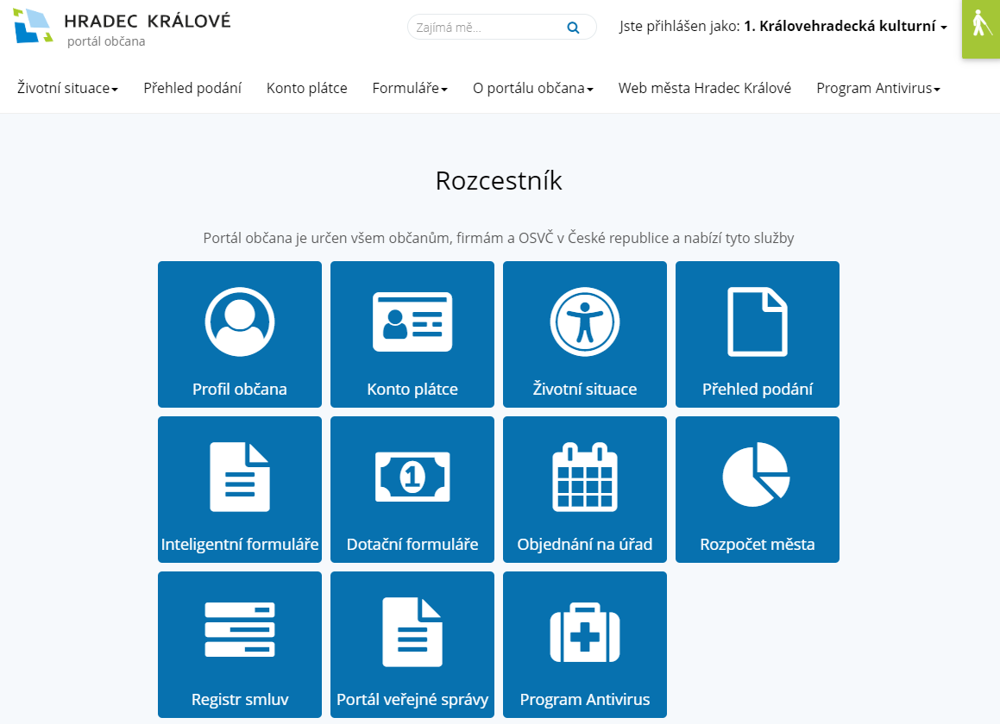 HRADEC KRÁLOVÉ
portál občana
Zajímá mě...
Jste přihlášen jako: 1. Královehradecká kulturní
Životní situace
Přehled podání
Konto plátce
Formuláře
O portálu občana
Web města Hradec Králové
Program Antivirus
Rozcestník
Portál občana je určen všem občanům, firmám a OSVČ v České republice a nabízí tyto služby
Profil občana
Konto plátce
Životní situace
Přehled podání
1
Inteligentní formuláře
Dotační formuláře
Objednání na úřad
Rozpočet města
Registr smluv
Portál veřejné správy
Program Antivirus